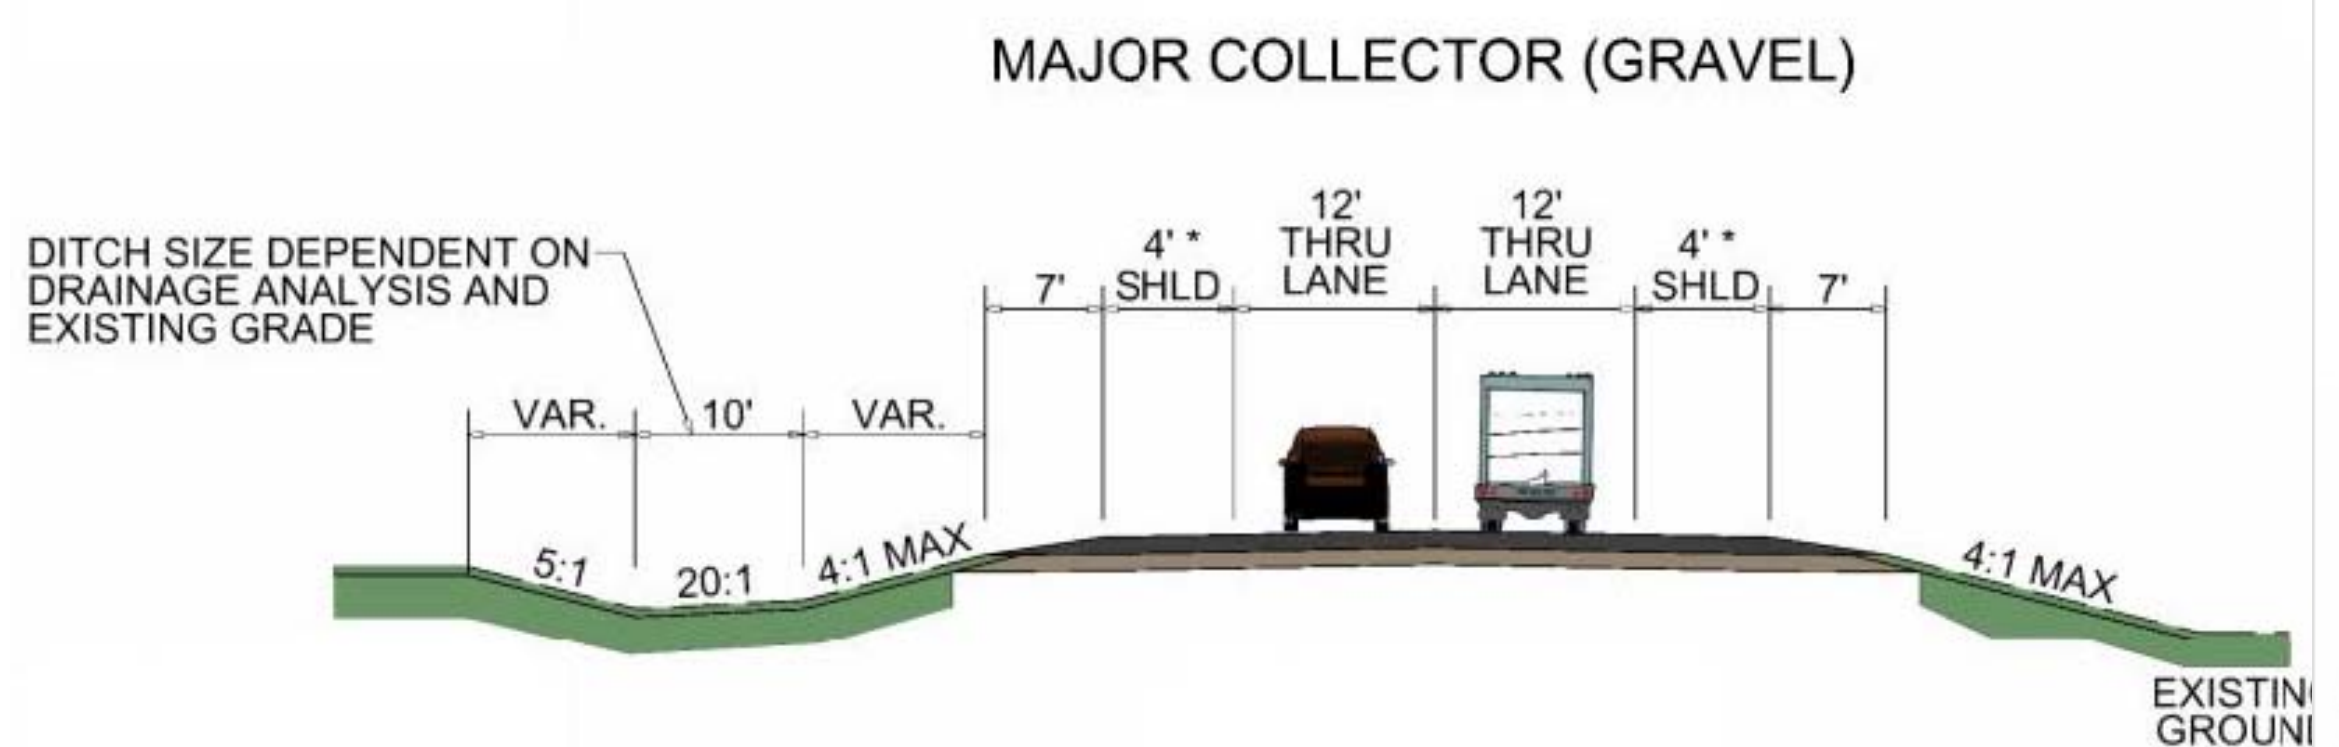 MAJOR COLLECTOR (GRAVEL)
DITCH SIZE DEPENDENT ON
DRAINAGE ANALYSIS AND
EXISTING GRADE
VAR.
10'
VAR.
7'
4' *
SHLD
12'
THRU
LANE
12'
THRU
LANE
4' *
SHLD
7'
5:1
20:1
4:1 MAX
4:1 MAX